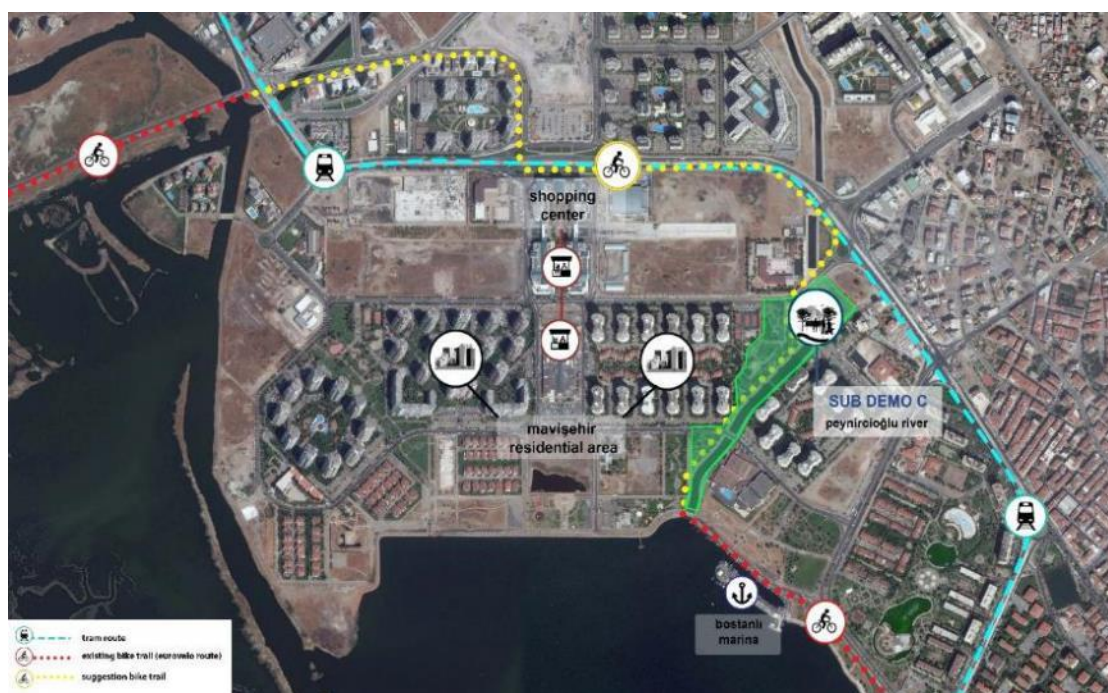 shopping
center
mavişehir
residential area
SUB DEMO C
peynircioğlu river
bostanlı
marina
tram route
existing bike trail (eurovelo route)
suggestion bike trail